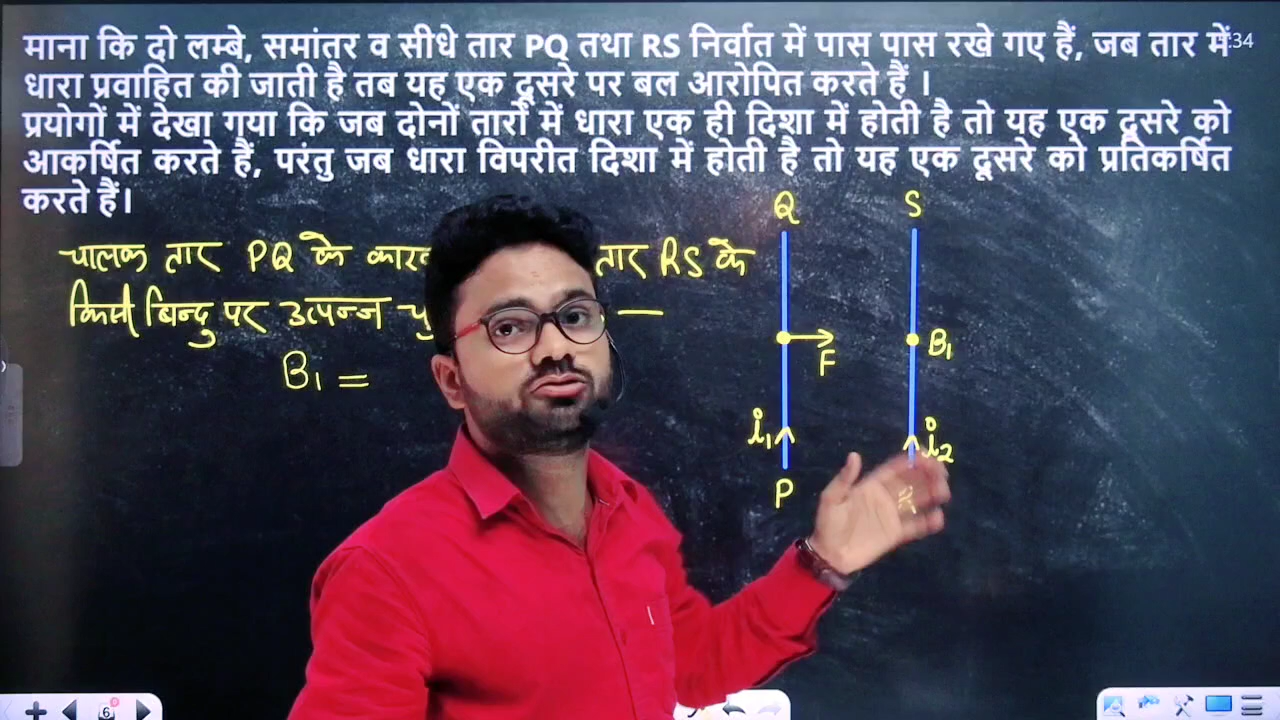 माना कि दो लम्बे, समांतर व सीधे तार PQ तथा RS निर्वात में पास पास रखे गए हैं, जब तार में
:34
धारा प्रवाहित की जाती है तब यह एक दूसरे पर बल आरोपित करते हैं ।
प्रयोगों में देखा गया कि जब दोनों तारों में धारा एक ही दिशा में होती है तो यह एक दूसरे को
आकर्षित करते हैं, परंतु जब धारा विपरीत दिशा में होती है तो यह एक दूसरे को प्रतिकर्षित
करते हैं।
चालक तार PQ के तार RS के
किसी बिन्दु पर उत्पन्न —
B₁ =
Q S
F B₁
i₁ i₂
P R
6